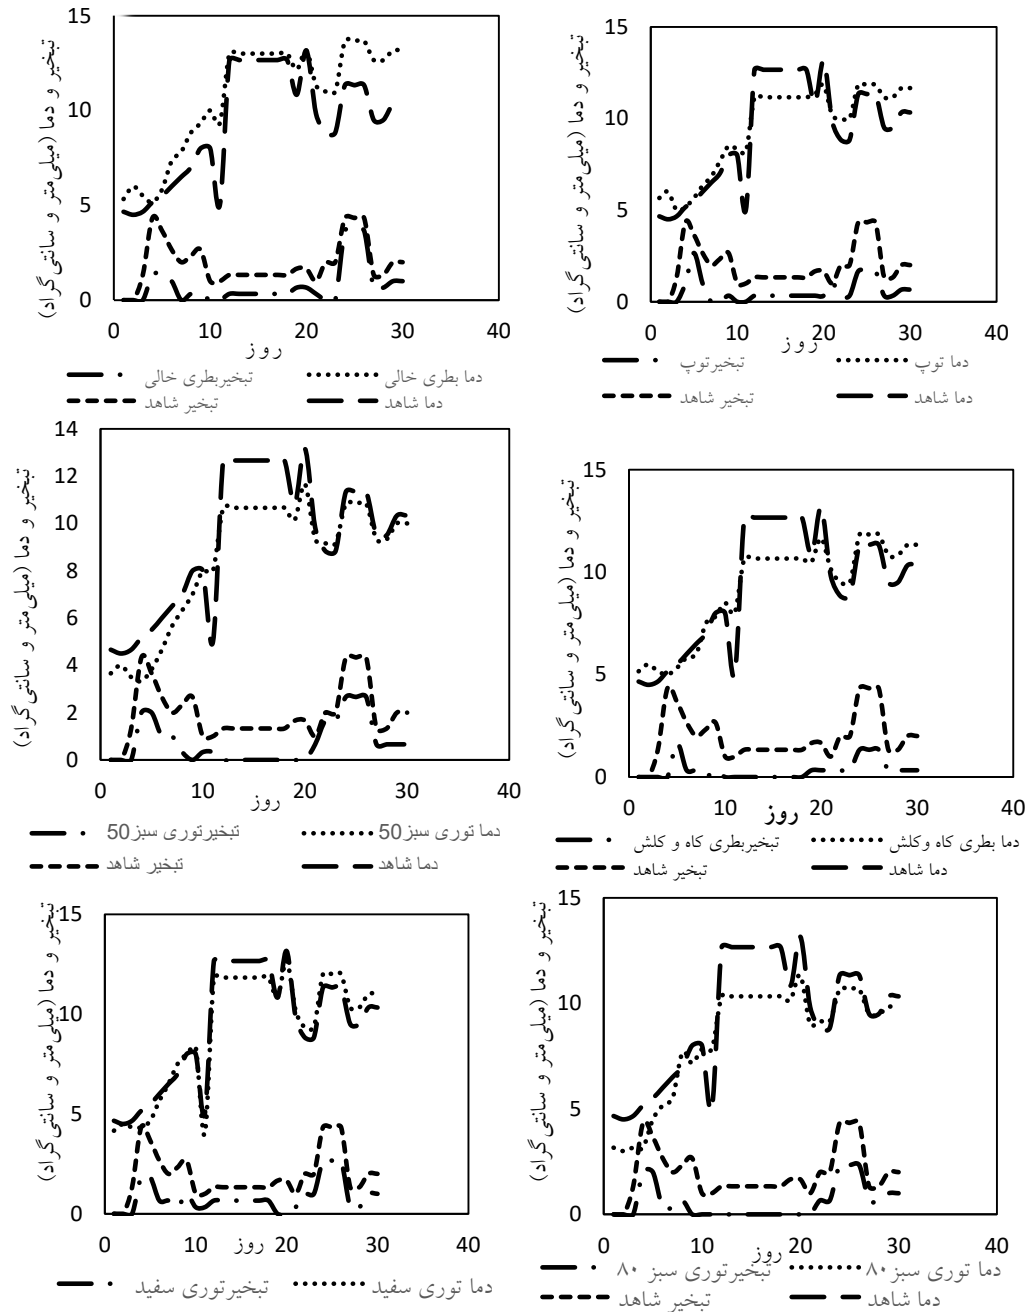 تبخیر و دما (میلی‌متر و سانتی‌گراد)
15
10
5
0
0 10 20 30 40
روز
تبخیربطری خالی دما بطری خالی
تبخیر شاهد دما شاهد
تبخیر و دما (میلی‌متر و سانتی‌گراد)
15
10
5
0
0 10 20 30 40
روز
تبخیرتوپ دما توپ
تبخیر شاهد دما شاهد
تبخیر و دما (میلی‌متر و سانتی‌گراد)
14
12
10
8
6
4
2
0
0 10 20 30 40
روز
تبخیرتوری سبز50 دما توری سبز50
تبخیر شاهد دما شاهد
تبخیر و دما (میلی‌متر و سانتی‌گراد)
15
10
5
0
0 10 20 30 40
روز
تبخیربطری کاه و کلش دما بطری کاه وکلش
تبخیر شاهد دما شاهد
تبخیر و دما (میلی‌متر و سانتی‌گراد)
15
10
5
0
0 10 20 30 40
روز
تبخیرتوری سفید دما توری سفید
تبخیر و دما (میلی‌متر و سانتی‌گراد)
15
10
5
0
0 10 20 30 40
روز
تبخیرتوری سبز ۸۰ دما توری سبز ۸۰
تبخیر شاهد دما شاهد